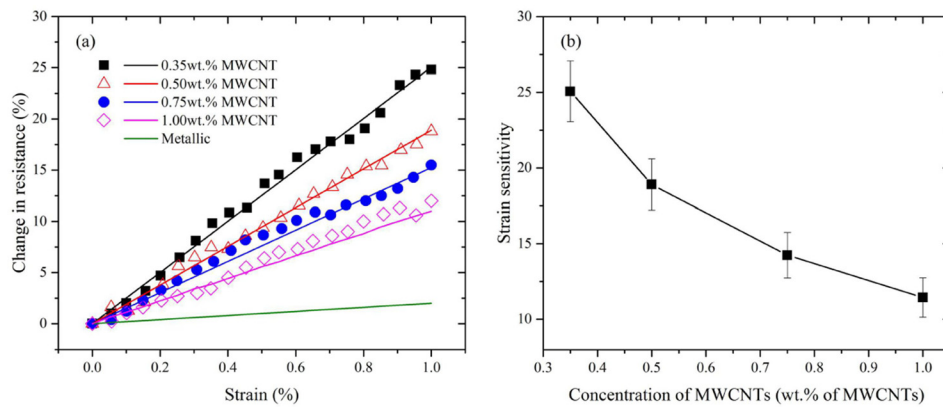 (a)
0.35wt.% MWCNT
0.50wt.% MWCNT
0.75wt.% MWCNT
1.00wt.% MWCNT
Metallic
Change in resistance (%)
30
25
20
15
10
5
0
0.0 0.2 0.4 0.6 0.8 1.0
Strain (%)
(b)
Strain sensitivity
30
25
20
15
10
0.3 0.4 0.5 0.6 0.7 0.8 0.9 1.0
Concentration of MWCNTs (wt.% of MWCNTs)